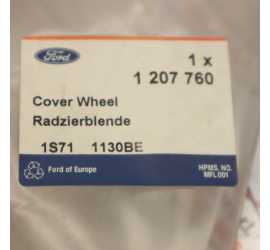 Ford
1 x
1 207 760
Cover Wheel
Radzierblende
1S71 1130BE
Ford of Europe
HPMS. NO.
MFL001